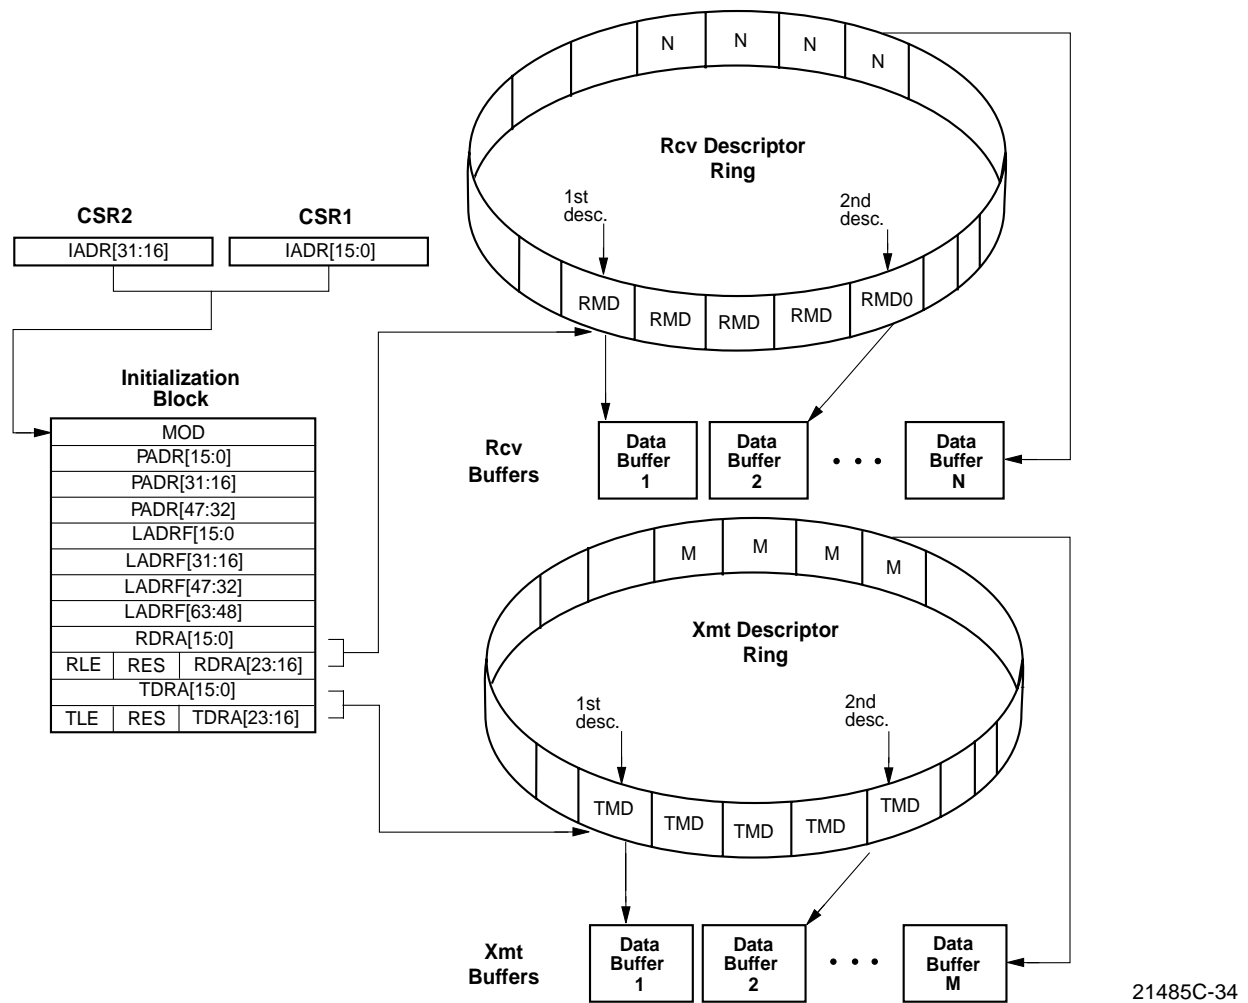 N N N N
Rcv Descriptor
Ring
1st
desc.
2nd
desc.
CSR2 CSR1
IADR[31:16] IADR[15:0]
RMD RMD RMD RMD RMD0
Initialization
Block
MOD
PADR[15:0]
PADR[31:16]
PADR[47:32]
LADRF[15:0
LADRF[31:16]
LADRF[47:32]
LADRF[63:48]
RDRA[15:0]
RLE RES RDRA[23:16]
TDRA[15:0]
TLE RES TDRA[23:16]
Rcv
Buffers
Data
Buffer
1
Data
Buffer
2
• • •
Data
Buffer
N
M M M M
Xmt Descriptor
Ring
1st
desc.
2nd
desc.
TMD TMD TMD TMD TMD
Xmt
Buffers
Data
Buffer
1
Data
Buffer
2
• • •
Data
Buffer
M
21485C-34